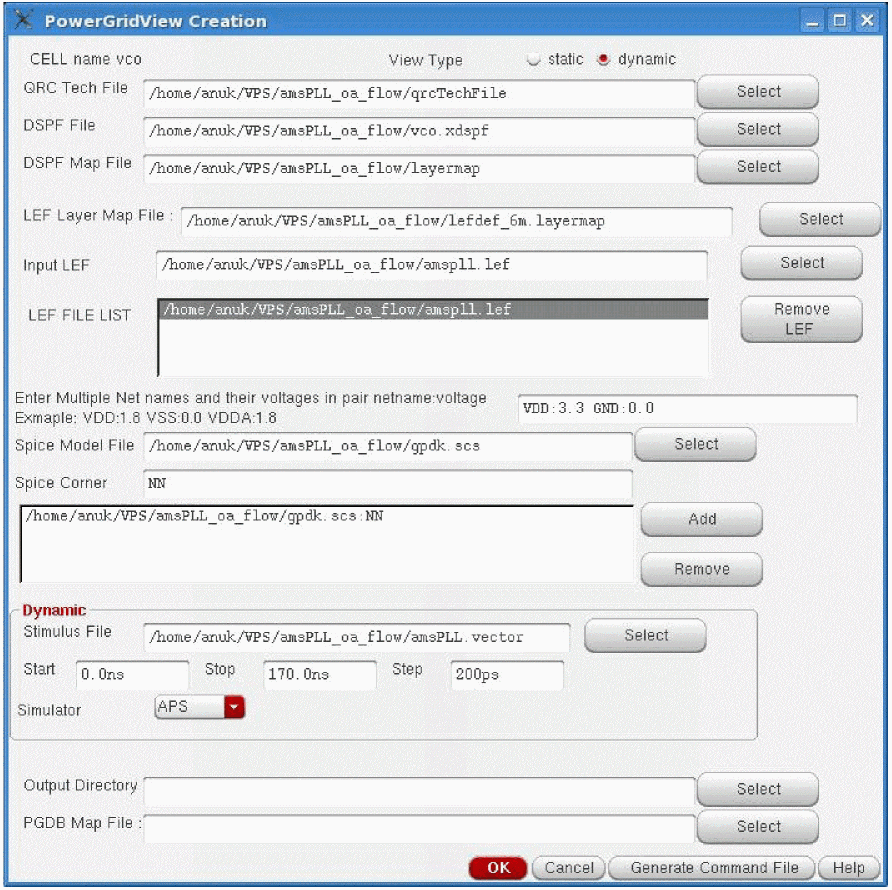 PowerGridView Creation
CELL name vco View Type static dynamic
QRC Tech File /home/anuk/VPS/amsPLL_oa_flow/qrcTechFile Select
DSPF File /home/anuk/VPS/amsPLL_oa_flow/vco.xdspf Select
DSPF Map File /home/anuk/VPS/amsPLL_oa_flow/layermap Select
LEF Layer Map File : /home/anuk/VPS/amsPLL_oa_flow/lefdef_6m.layermap Select
Input LEF /home/anuk/VPS/amsPLL_oa_flow/amspll.lef Select
LEF FILE LIST /home/anuk/VPS/amsPLL_oa_flow/amspll.lef Remove
LEF
Enter Multiple Net names and their voltages in pair netname:voltage
Exmaple: VDD:1.8 VSS:0.0 VDDA:1.8 VDD:3.3 GND:0.0
Spice Model File /home/anuk/VPS/amsPLL_oa_flow/gpdk.scs Select
Spice Corner NN
/home/anuk/VPS/amsPLL_oa_flow/gpdk.scs:NN Add
Remove
Dynamic
Stimulus File /home/anuk/VPS/amsPLL_oa_flow/amsPLL.vector Select
Start 0.0ns Stop 170.0ns Step 200ps
Simulator APS
Output Directory Select
PGDB Map File : Select
OK Cancel Generate Command File Help